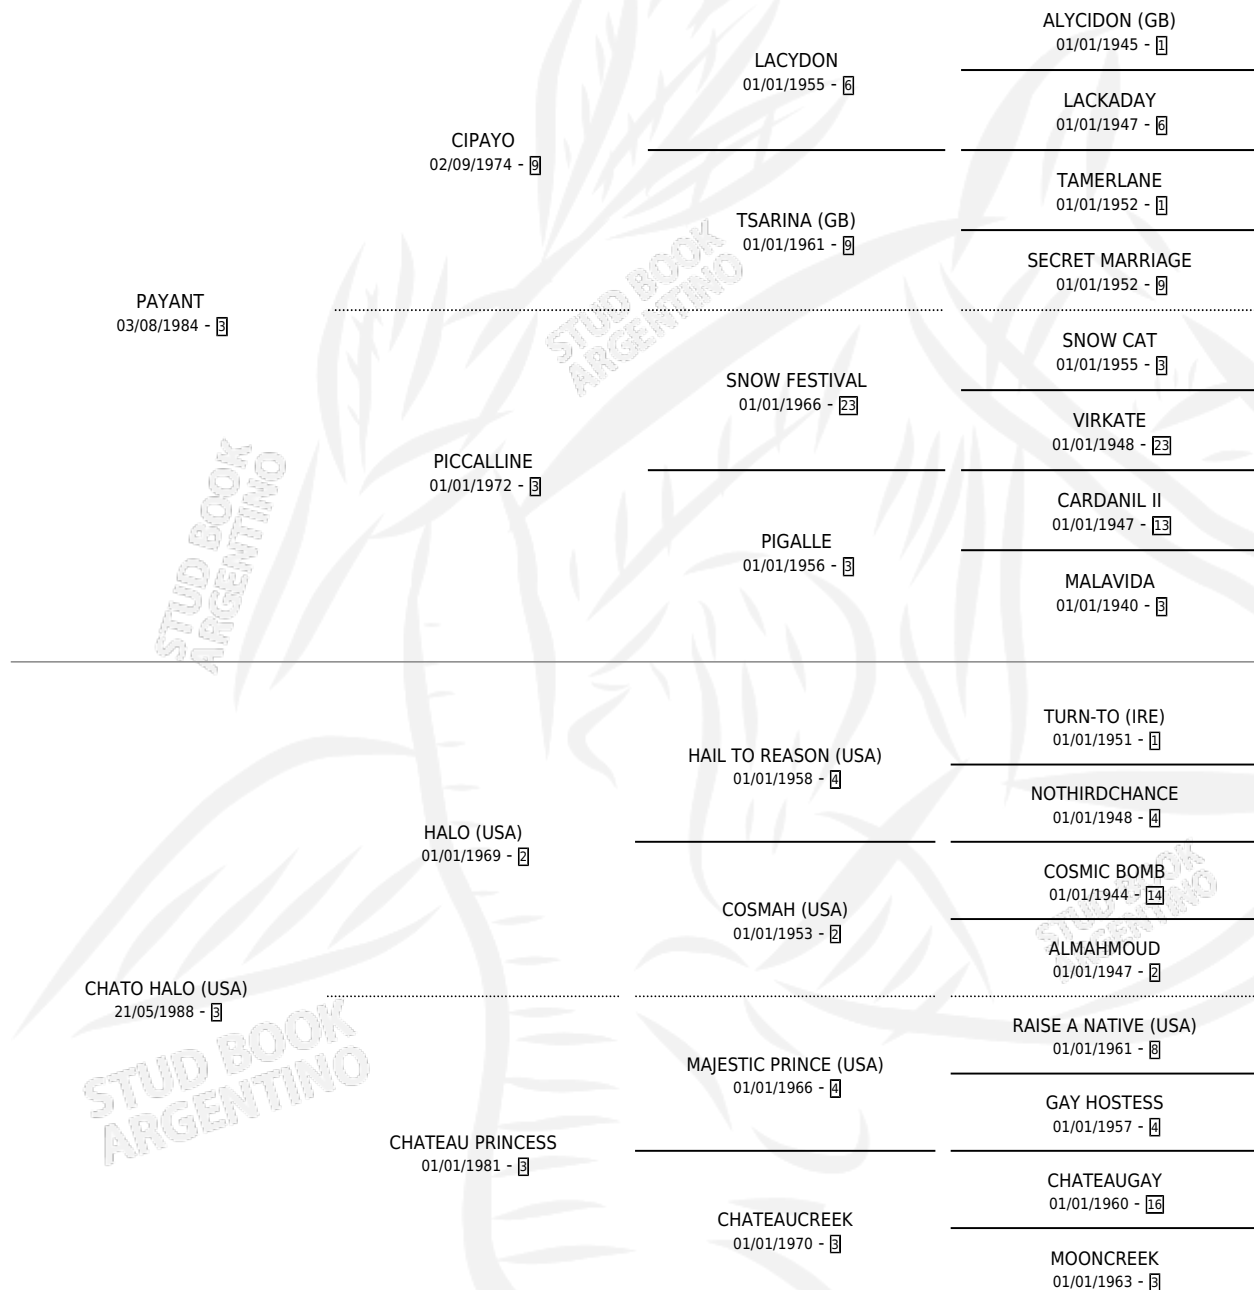 ALYCIDON (GB)
01/01/1945 - 1
LACYDON
01/01/1955 - 6
LACKADAY
01/01/1947 - 6
CIPAYO
02/09/1974 - 9
TAMERLANE
01/01/1952 - 1
TSARINA (GB)
01/01/1961 - 9
SECRET MARRIAGE
01/01/1952 - 9
PAYANT
03/08/1984 - 3
SNOW CAT
01/01/1955 - 3
SNOW FESTIVAL
01/01/1966 - 23
VIRKATE
01/01/1948 - 23
PICCALLINE
01/01/1972 - 3
CARDANIL II
01/01/1947 - 13
PIGALLE
01/01/1956 - 3
MALAVIDA
01/01/1940 - 3
TURN-TO (IRE)
01/01/1951 - 1
HAIL TO REASON (USA)
01/01/1958 - 4
NOTHIRDCHANCE
01/01/1948 - 4
HALO (USA)
01/01/1969 - 2
COSMIC BOMB
01/01/1944 - 14
COSMAH (USA)
01/01/1953 - 2
ALMAHMOUD
01/01/1947 - 2
CHATO HALO (USA)
21/05/1988 - 3
RAISE A NATIVE (USA)
01/01/1961 - 8
MAJESTIC PRINCE (USA)
01/01/1966 - 4
GAY HOSTESS
01/01/1957 - 4
CHATEAU PRINCESS
01/01/1981 - 3
CHATEAUGAY
01/01/1960 - 16
CHATEAUCREEK
01/01/1970 - 3
MOONCREEK
01/01/1963 - 3
STUD BOOK
ARGENTINO
STUD BOOK
ARGENTINO
STUD BOOK
ARGENTINO
STUD BOOK
ARGENTINO